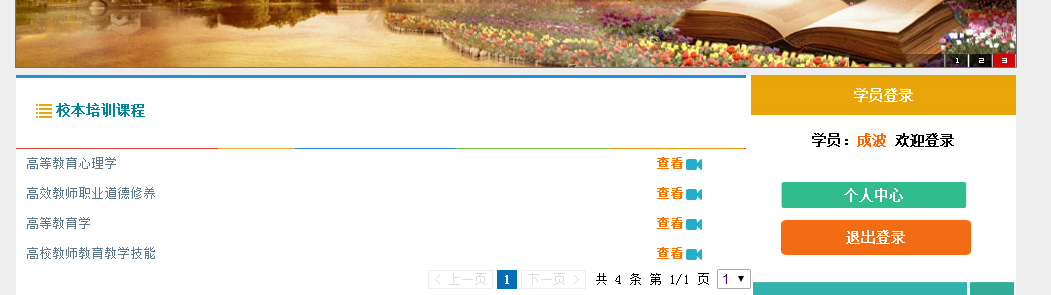 1 2 3
校本培训课程
高等教育心理学 查看
高效教师职业道德修养 查看
高等教育学 查看
高校教师教育教学技能 查看
< 上一页 1 下一页 > 共 4 条 第 1/1 页 1
学员登录
学员：成波 欢迎登录
个人中心
退出登录